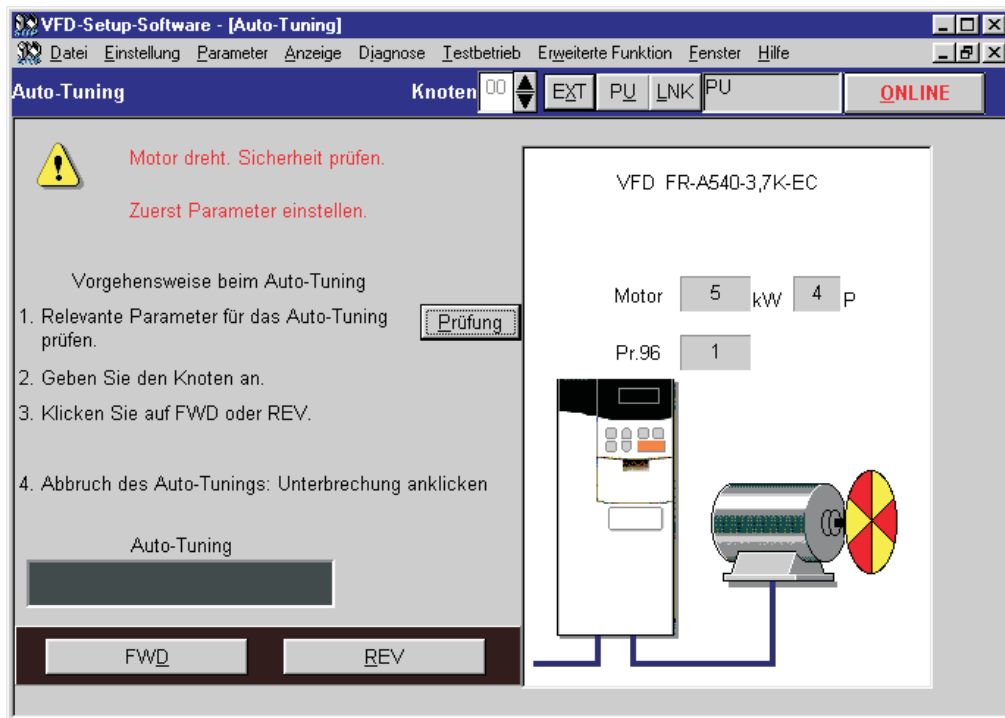 VFD-Setup-Software - [Auto-Tuning]
Datei Einstellung Parameter Anzeige Diagnose Testbetrieb Erweiterte Funktion Fenster Hilfe
Auto-Tuning Knoten 00 EXT PU LNK PU ONLINE
Motor dreht. Sicherheit prüfen.
Zuerst Parameter einstellen.
Vorgehensweise beim Auto-Tuning
1. Relevante Parameter für das Auto-Tuning
prüfen.
Prüfung
2. Geben Sie den Knoten an.
3. Klicken Sie auf FWD oder REV.
4. Abbruch des Auto-Tunings: Unterbrechung anklicken
Auto-Tuning
FWD REV
VFD FR-A540-3,7K-EC
Motor 5 kW 4 P
Pr.96 1